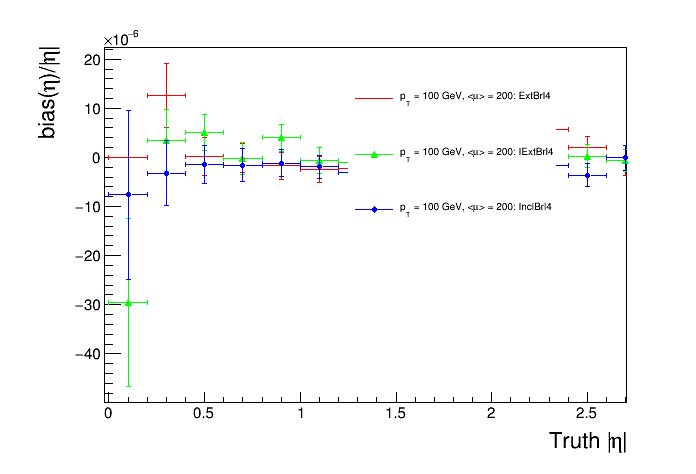 ×10⁻⁶
bias(η)/|η|
20
10
0
−10
−20
−30
−40
p_T = 100 GeV, <μ> = 200: ExtBrl4
p_T = 100 GeV, <μ> = 200: IExtBrl4
p_T = 100 GeV, <μ> = 200: InclBrl4
0 0.5 1 1.5 2 2.5
Truth |η|